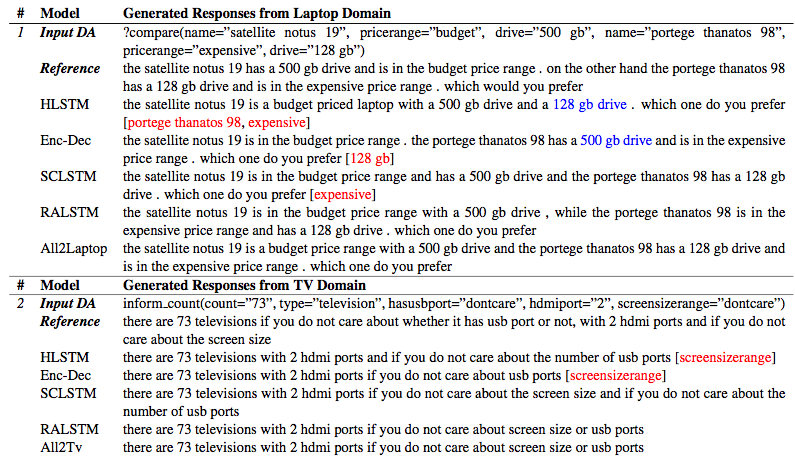 # Model Generated Responses from Laptop Domain
1 Input DA ?compare(name="satellite notus 19", pricerange="budget", drive="500 gb", name="portege thanatos 98",
pricerange="expensive", drive="128 gb")
Reference the satellite notus 19 has a 500 gb drive and is in the budget price range . on the other hand the portege thanatos 98
has a 128 gb drive and is in the expensive price range . which would you prefer
HLSTM the satellite notus 19 is a budget priced laptop with a 500 gb drive and a 128 gb drive . which one do you prefer
[portege thanatos 98, expensive]
Enc-Dec the satellite notus 19 is in the budget price range . the portege thanatos 98 has a 500 gb drive and is in the expensive
price range . which one do you prefer [128 gb]
SCLSTM the satellite notus 19 is in the budget price range and has a 500 gb drive and the portege thanatos 98 has a 128 gb
drive . which one do you prefer [expensive]
RALSTM the satellite notus 19 is in the budget price range with a 500 gb drive , while the portege thanatos 98 is in the
expensive price range and has a 128 gb drive . which one do you prefer
All2Laptop the satellite notus 19 is a budget price range with a 500 gb drive and the portege thanatos 98 has a 128 gb drive and
is in the expensive price range . which one do you prefer
# Model Generated Responses from TV Domain
2 Input DA inform_count(count="73", type="television", hasusbport="dontcare", hdmiport="2", screensizerange="dontcare")
Reference there are 73 televisions if you do not care about whether it has usb port or not, with 2 hdmi ports and if you do not
care about the screen size
HLSTM there are 73 televisions with 2 hdmi ports and if you do not care about the number of usb ports [screensizerange]
Enc-Dec there are 73 televisions with 2 hdmi ports if you do not care about usb ports [screensizerange]
SCLSTM there are 73 televisions with 2 hdmi ports if you do not care about the screen size and if you do not care about the
number of usb ports
RALSTM there are 73 televisions with 2 hdmi ports if you do not care about screen size or usb ports
All2Tv there are 73 televisions with 2 hdmi ports if you do not care about screen size or usb ports